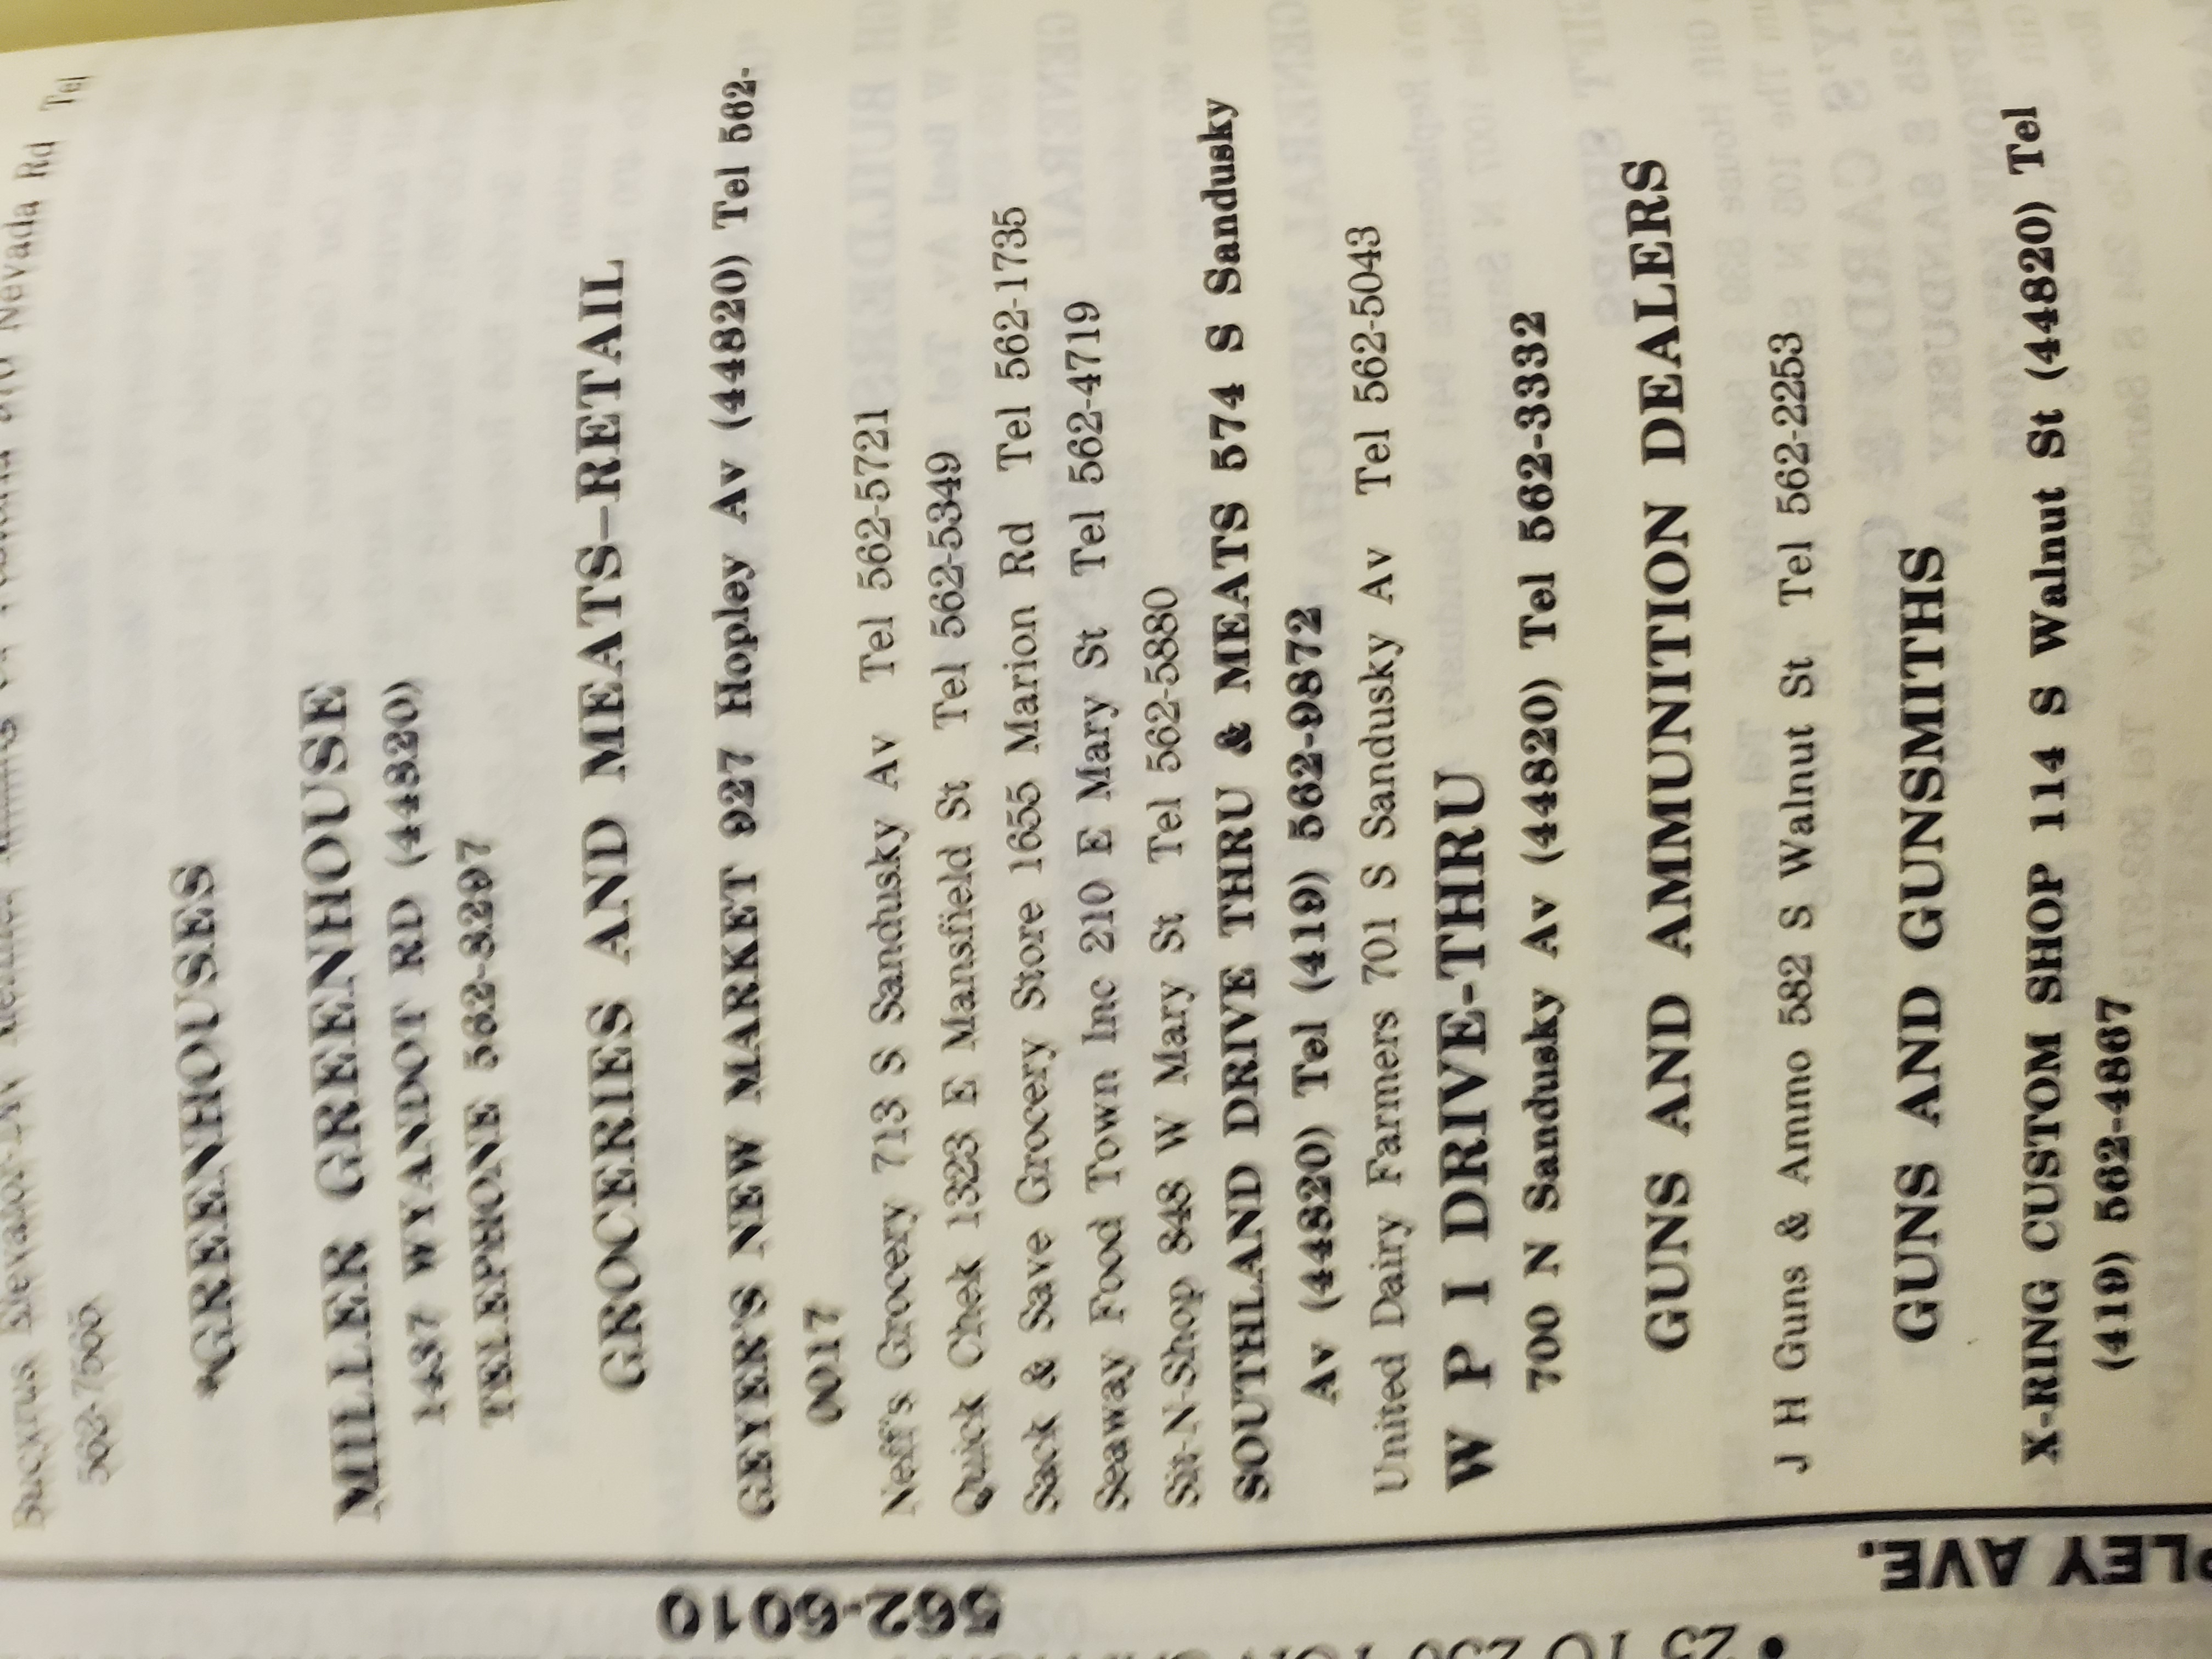 Nevada Rd Tel
562-7565
*GREENHOUSES
MILLER GREENHOUSE
1437 WYANDOT RD (44820)
TELEPHONE 562-8297
GROCERIES AND MEATS—RETAIL
GEYER'S NEW MARKET 927 Hopley Av (44820) Tel 562-
0017
Neff's Grocery 713 S Sandusky Av Tel 562-5721
Quick Chek 1323 E Mansfield St Tel 562-5349
Sack & Save Grocery Store 1655 Marion Rd Tel 562-1735
Seaway Food Town Inc 210 E Mary St Tel 562-4719
Sit-N-Shop 848 W Mary St Tel 562-5880
SOUTHLAND DRIVE THRU & MEATS 574 S Sandusky
Av (44820) Tel (419) 562-9872
United Dairy Farmers 701 S Sandusky Av Tel 562-5043
W P I DRIVE-THRU
700 N Sandusky Av (44820) Tel 562-3332
GUNS AND AMMUNITION DEALERS
J H Guns & Ammo 582 S Walnut St Tel 562-2253
GUNS AND GUNSMITHS
X-RING CUSTOM SHOP 114 S Walnut St (44820) Tel
(419) 562-4867
562-6010
PLEY AVE.